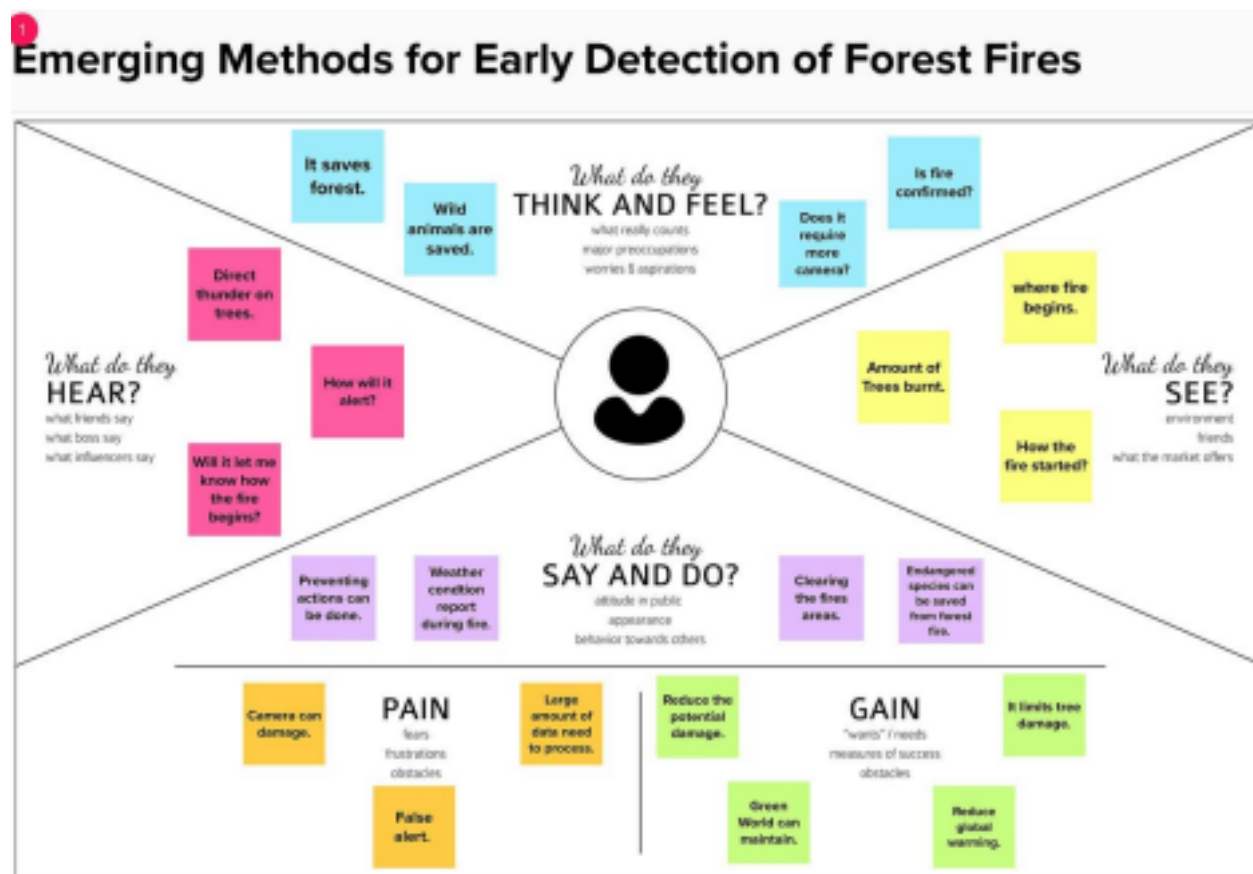 1
Emerging Methods for Early Detection of Forest Fires
It saves
forest.
Wild
animals are
saved.
What do they
THINK AND FEEL?
what really counts
major preoccupations
worries & aspirations
Does it
require
more
camera?
Is fire
confirmed?
Direct
thunder on
trees.
What do they
HEAR?
what friends say
what boss say
what influencers say
How will it
alert?
Will it let me
know how
the fire
begins?
where fire
begins.
Amount of
Trees burnt.
What do they
SEE?
environment
friends
what the market offers
How the
fire started?
What do they
SAY AND DO?
attitude in public
appearance
behavior towards others
Preventing
actions can
be done.
Weather
condtion
report
during fire.
Clearing
the fires
areas.
Endangered
species can
be saved
from forest
fire.
PAIN
fears
frustrations
obstacles
Camera can
damage.
Large
amount of
data need
to process.
False
alert.
GAIN
"wants" / needs
measures of success
obstacles
Reduce the
potential
damage.
It limits tree
damage.
Green
World can
maintain.
Reduce
global
warming.